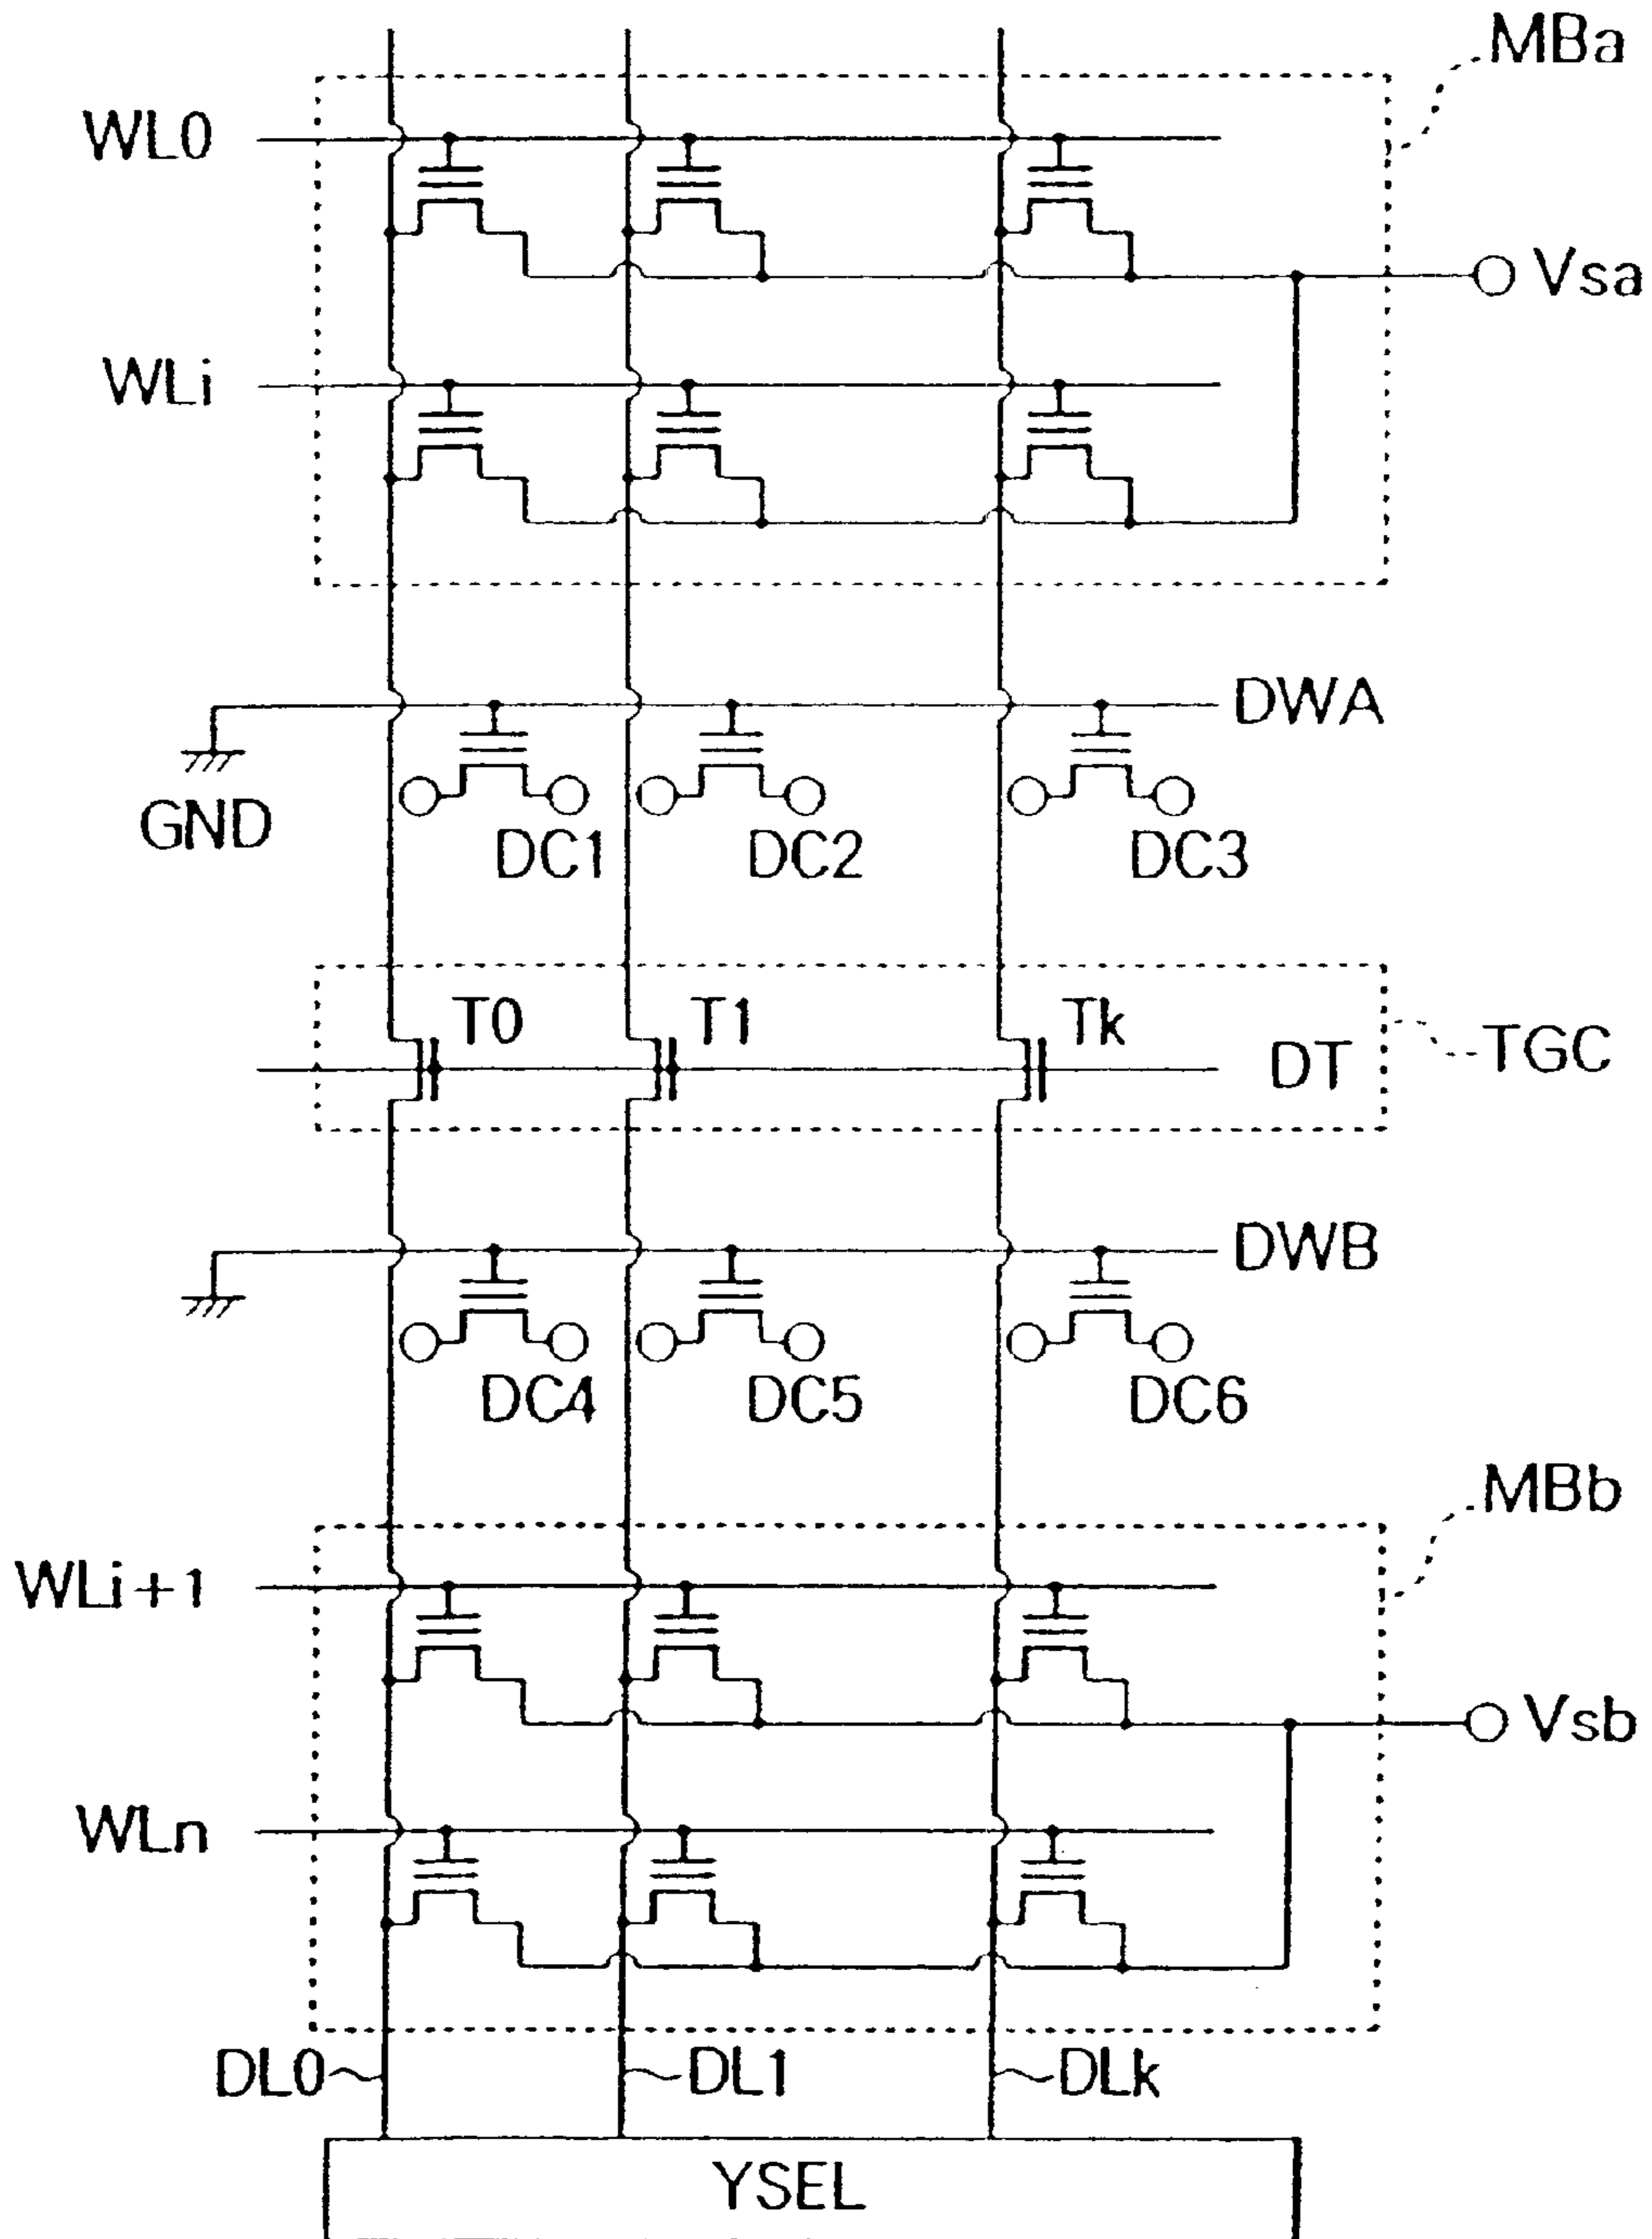 MBa
WL0
Vsa
WLi
DWA
GND
DC1 DC2 DC3
T0 T1 Tk
DT
TGC
DWB
DC4 DC5 DC6
MBb
WLi+1
Vsb
WLn
DL0 DL1 DLk
YSEL